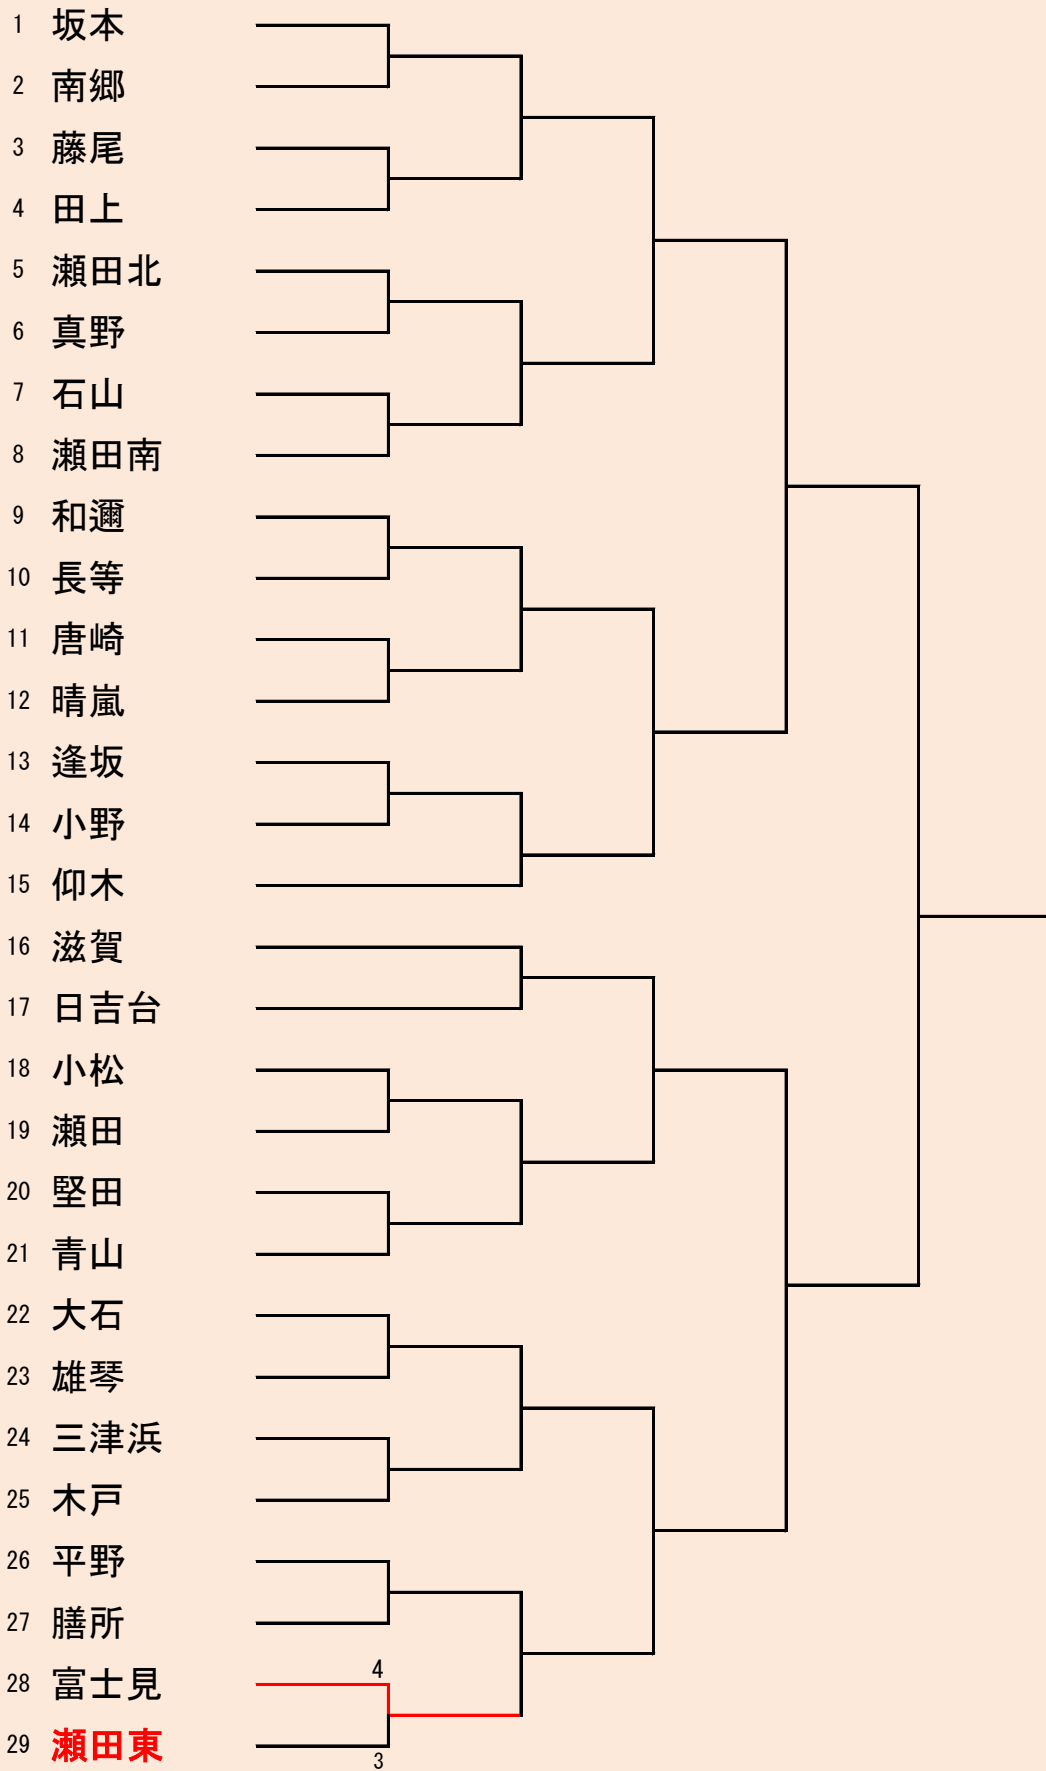 1 坂本
2 南郷
3 藤尾
4 田上
5 瀬田北
6 真野
7 石山
8 瀬田南
9 和邇
10 長等
11 唐崎
12 晴嵐
13 逢坂
14 小野
15 仰木
16 滋賀
17 日吉台
18 小松
19 瀬田
20 堅田
21 青山
22 大石
23 雄琴
24 三津浜
25 木戸
26 平野
27 膳所
4
28 富士見
29 瀬田東
3